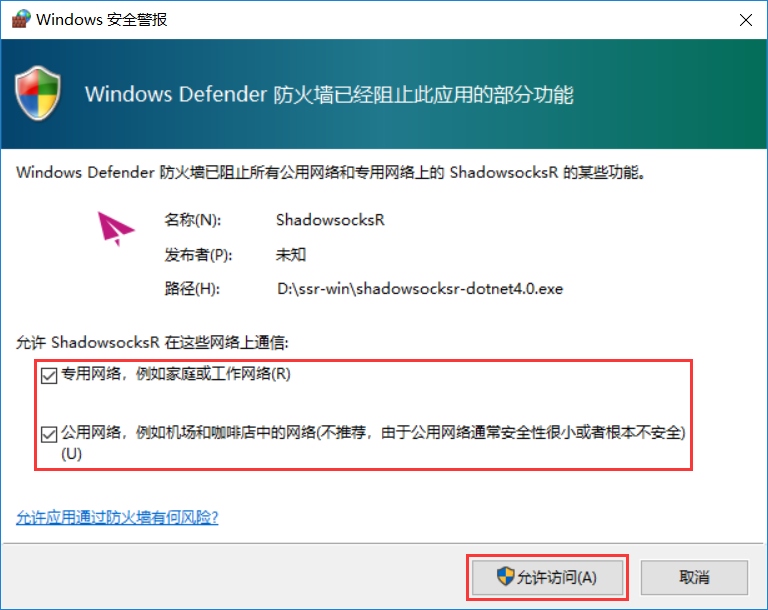 Windows 安全警报
Windows Defender 防火墙已经阻止此应用的部分功能
Windows Defender 防火墙已阻止所有公用网络和专用网络上的 ShadowsocksR 的某些功能。
名称(N): ShadowsocksR
发布者(P): 未知
路径(H): D:\ssr-win\shadowsocksr-dotnet4.0.exe
允许 ShadowsocksR 在这些网络上通信:
专用网络，例如家庭或工作网络(R)
公用网络，例如机场和咖啡店中的网络(不推荐，由于公用网络通常安全性很小或者根本不安全)
(U)
允许应用通过防火墙有何风险?
允许访问(A) 取消